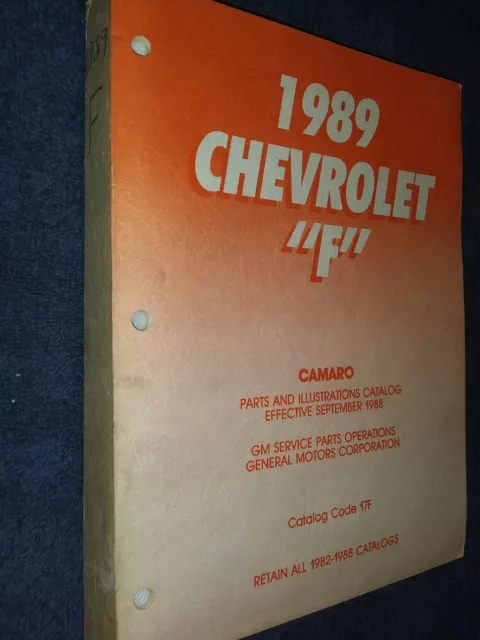 1989
F
1989
CHEVROLET
"F"
CAMARO
PARTS AND ILLUSTRATIONS CATALOG
EFFECTIVE SEPTEMBER 1988
GM SERVICE PARTS OPERATIONS
GENERAL MOTORS CORPORATION
Catalog Code 17F
RETAIN ALL 1982-1988 CATALOGS